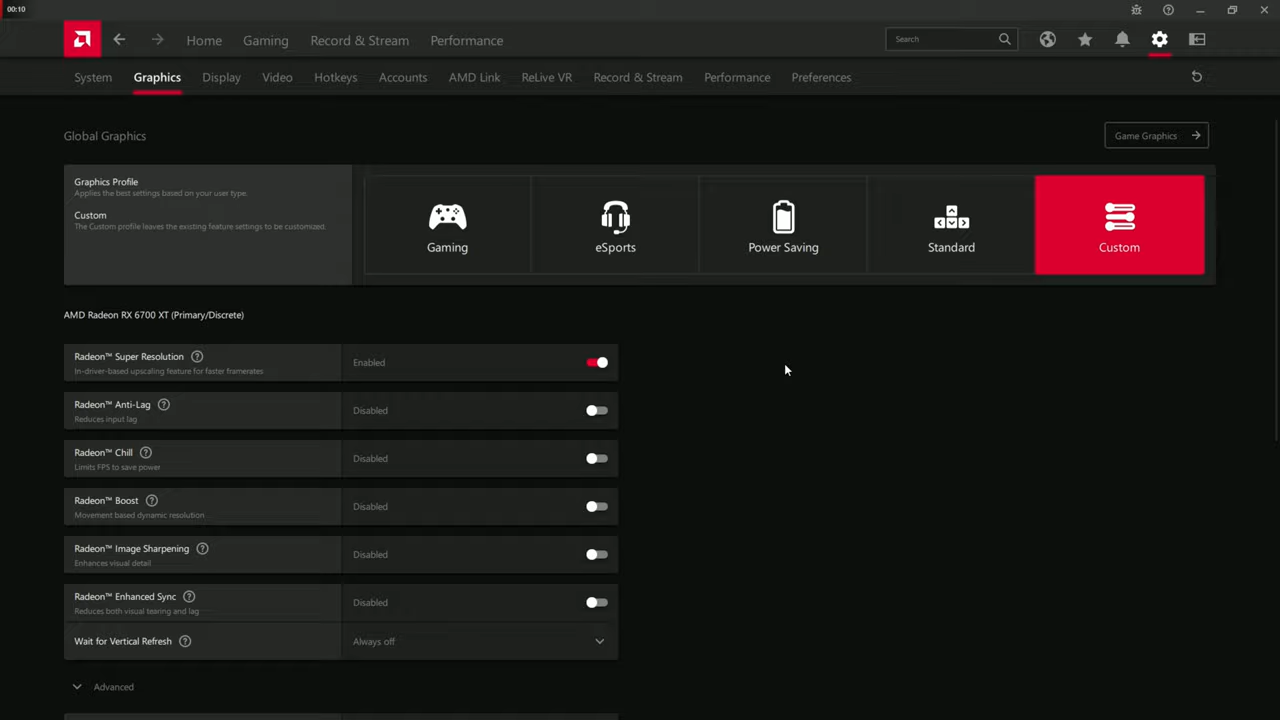 00:10
Home Gaming Record & Stream Performance Search
System Graphics Display Video Hotkeys Accounts AMD Link ReLive VR Record & Stream Performance Preferences
Global Graphics
Game Graphics
Graphics Profile
Applies the best settings based on your user type.
Custom
The Custom profile leaves the existing feature settings to be customized.
Gaming
eSports
Power Saving
Standard
Custom
AMD Radeon RX 6700 XT (Primary/Discrete)
Radeon™ Super Resolution ?
In-driver-based upscaling feature for faster framerates
Enabled
Radeon™ Anti-Lag ?
Reduces input lag
Disabled
Radeon™ Chill ?
Limits FPS to save power
Disabled
Radeon™ Boost ?
Movement based dynamic resolution
Disabled
Radeon™ Image Sharpening ?
Enhances visual detail
Disabled
Radeon™ Enhanced Sync ?
Reduces both visual tearing and lag
Disabled
Wait for Vertical Refresh ?
Always off
Advanced